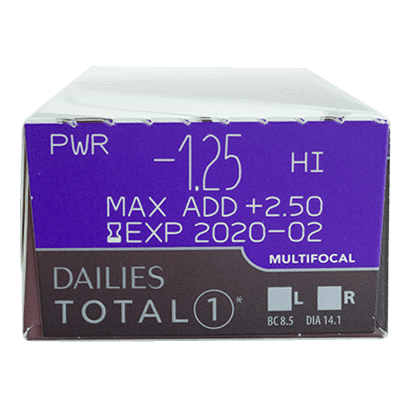 PWR -1.25 HI
MAX ADD +2.50
EXP 2020-02
MULTIFOCAL
DAILIES
TOTAL 1*
L R
BC 8.5 DIA 14.1